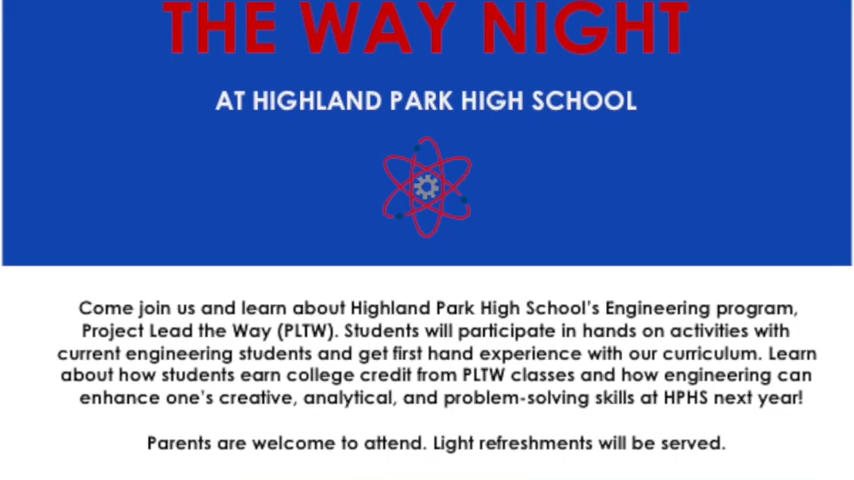 THE WAY NIGHT
AT HIGHLAND PARK HIGH SCHOOL
Come join us and learn about Highland Park High School's Engineering program,
Project Lead the Way (PLTW). Students will participate in hands on activities with
current engineering students and get first hand experience with our curriculum. Learn
about how students earn college credit from PLTW classes and how engineering can
enhance one's creative, analytical, and problem-solving skills at HPHS next year!
Parents are welcome to attend. Light refreshments will be served.